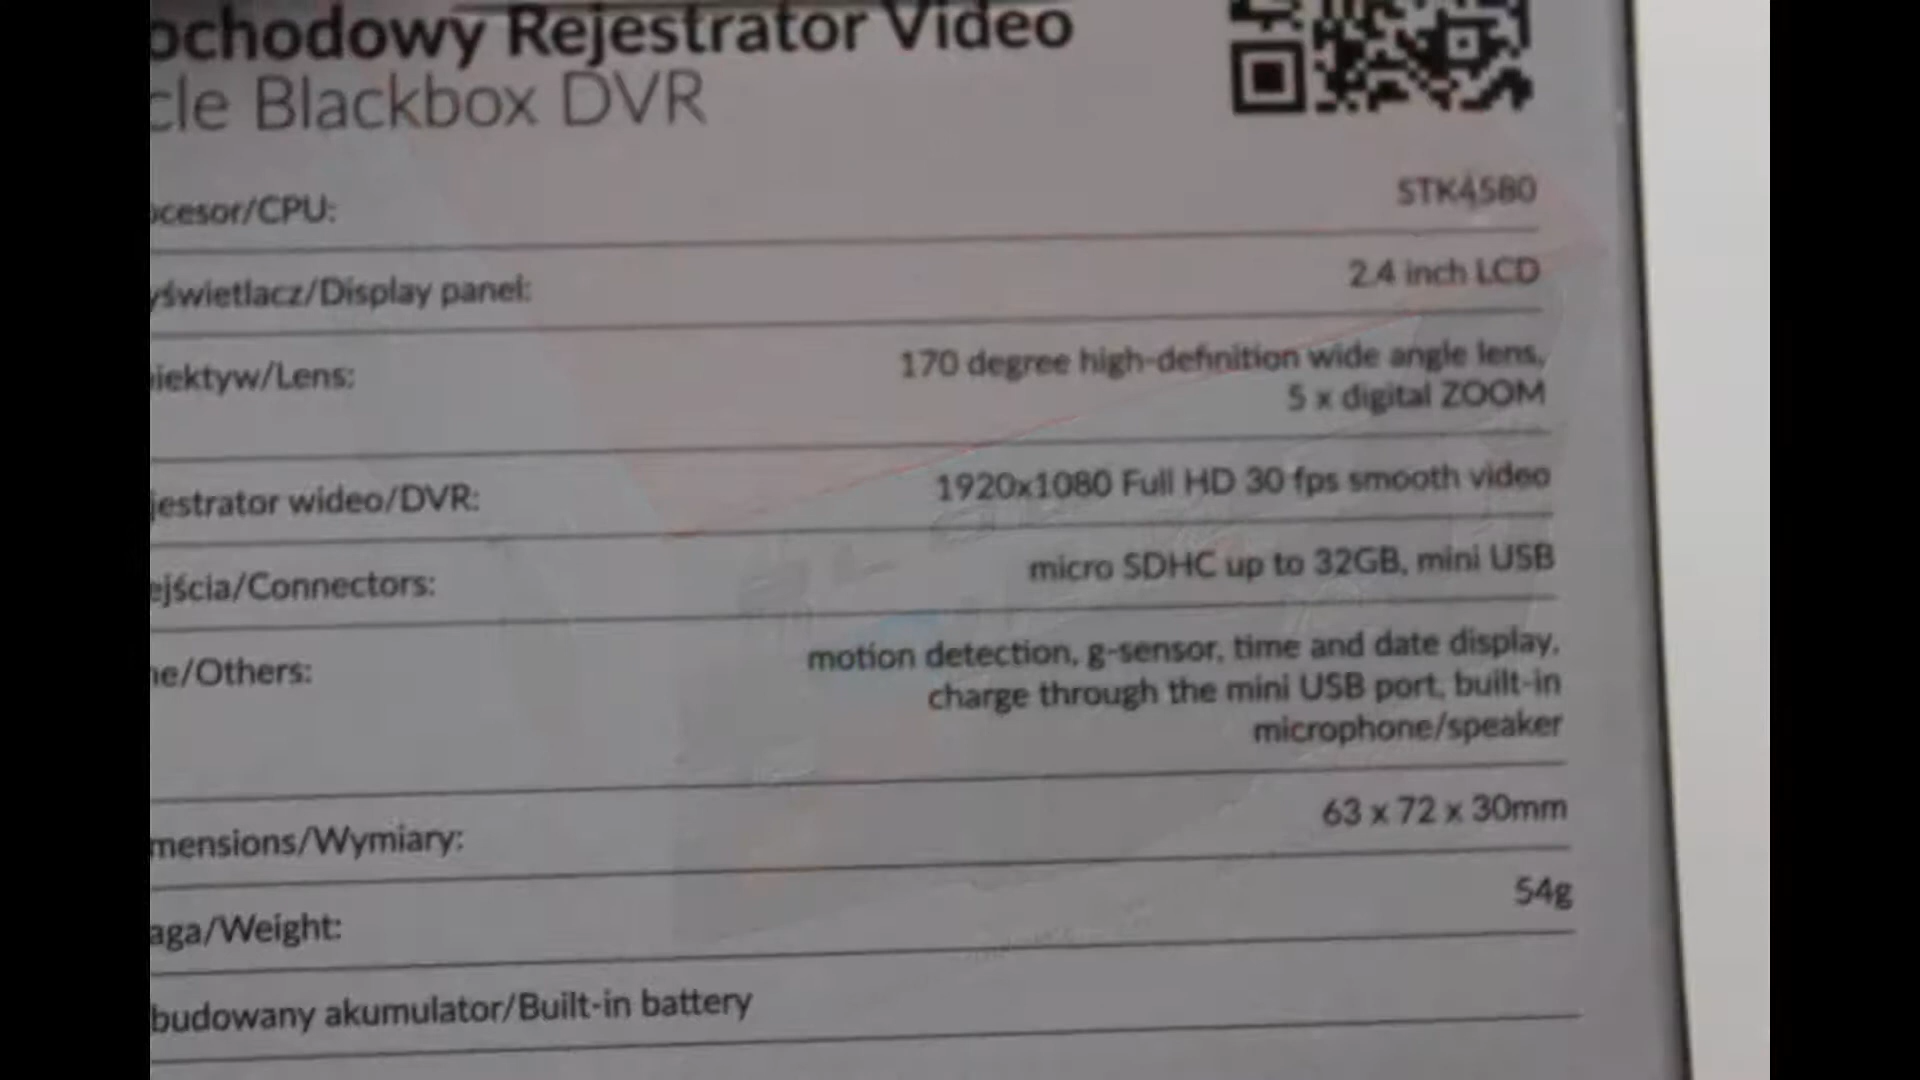 ochodowy Rejestrator Video
cle Blackbox DVR
ocesor/CPU: STK4580
yświetlacz/Display panel: 2.4 inch LCD
iektyw/Lens: 170 degree high-definition wide angle lens,
5 x digital ZOOM
jestrator wideo/DVR: 1920x1080 Full HD 30 fps smooth video
ejścia/Connectors: micro SDHC up to 32GB, mini USB
ne/Others: motion detection, g-sensor, time and date display,
charge through the mini USB port, built-in
microphone/speaker
mensions/Wymiary: 63 x 72 x 30mm
aga/Weight: 54g
budowany akumulator/Built-in battery